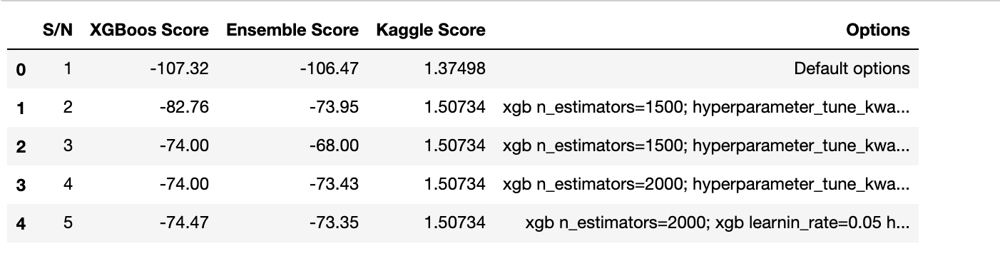 S/N XGBoos Score Ensemble Score Kaggle Score Options
0 1 -107.32 -106.47 1.37498 Default options
1 2 -82.76 -73.95 1.50734 xgb n_estimators=1500; hyperparameter_tune_kwa...
2 3 -74.00 -68.00 1.50734 xgb n_estimators=1500; hyperparameter_tune_kwa...
3 4 -74.00 -73.43 1.50734 xgb n_estimators=2000; hyperparameter_tune_kwa...
4 5 -74.47 -73.35 1.50734 xgb n_estimators=2000; xgb learnin_rate=0.05 h...